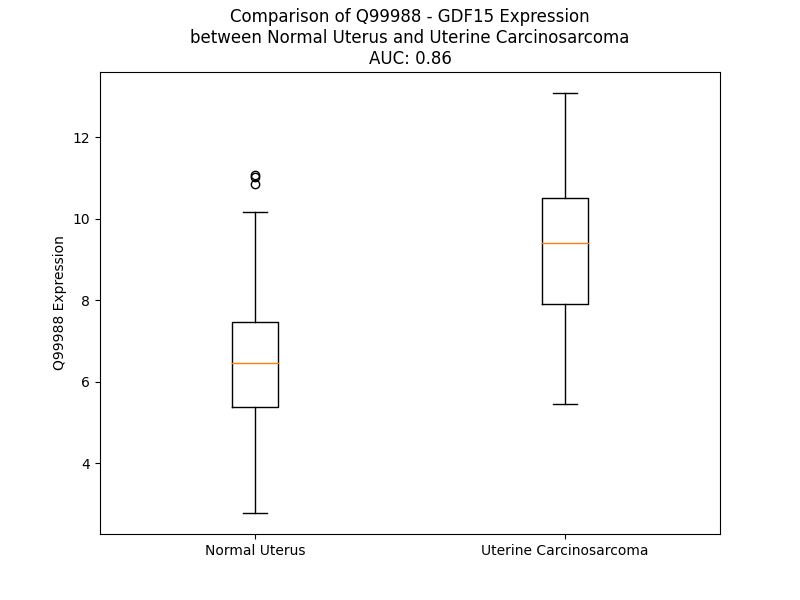 Comparison of Q99988 - GDF15 Expression
between Normal Uterus and Uterine Carcinosarcoma
AUC: 0.86
12
10
8
6
4
Q99988 Expression
Normal Uterus
Uterine Carcinosarcoma